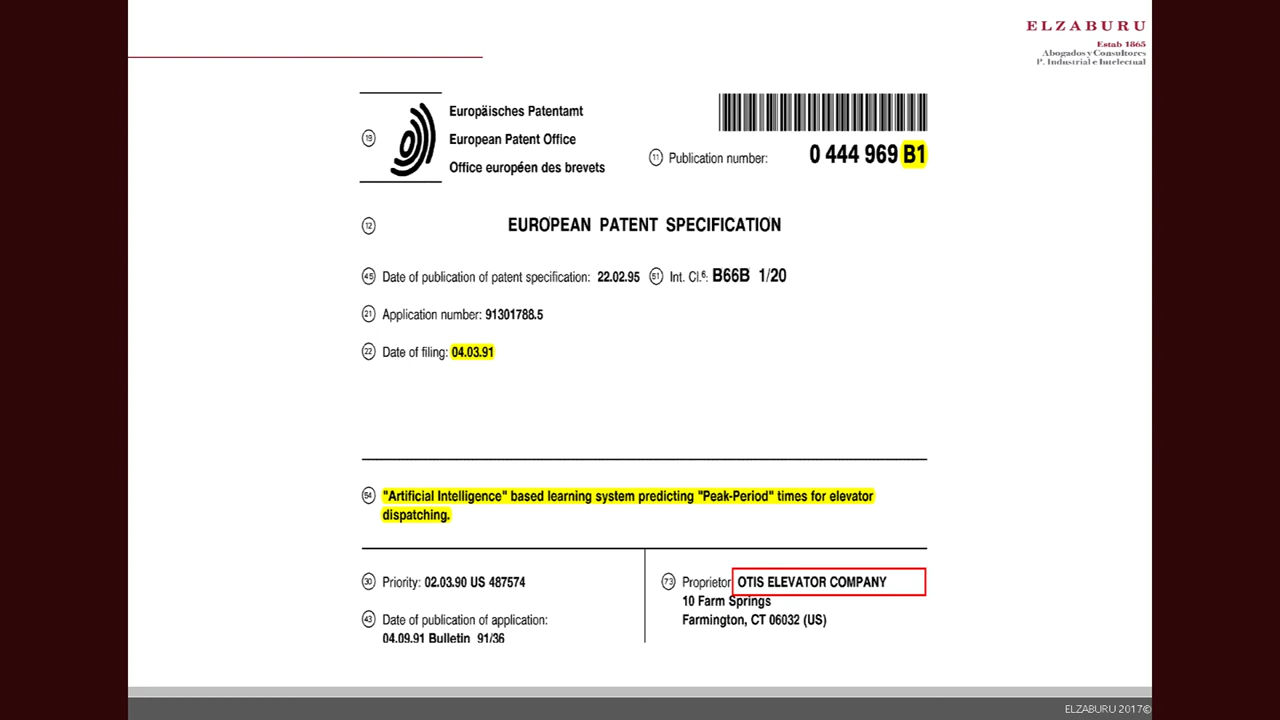 ELZABURU
Estab 1865
Abogados y Consultores
P. Industrial e Intelectual
19
Europäisches Patentamt
European Patent Office
Office européen des brevets
11 Publication number: 0 444 969 B1
12 EUROPEAN PATENT SPECIFICATION
45 Date of publication of patent specification: 22.02.95 51 Int. Cl.6: B66B 1/20
21 Application number: 91301788.5
22 Date of filing: 04.03.91
54 "Artificial Intelligence" based learning system predicting "Peak-Period" times for elevator
dispatching.
30 Priority: 02.03.90 US 487574
43 Date of publication of application:
04.09.91 Bulletin 91/36
73 Proprietor OTIS ELEVATOR COMPANY
10 Farm Springs
Farmington, CT 06032 (US)
ELZABURU 2017©